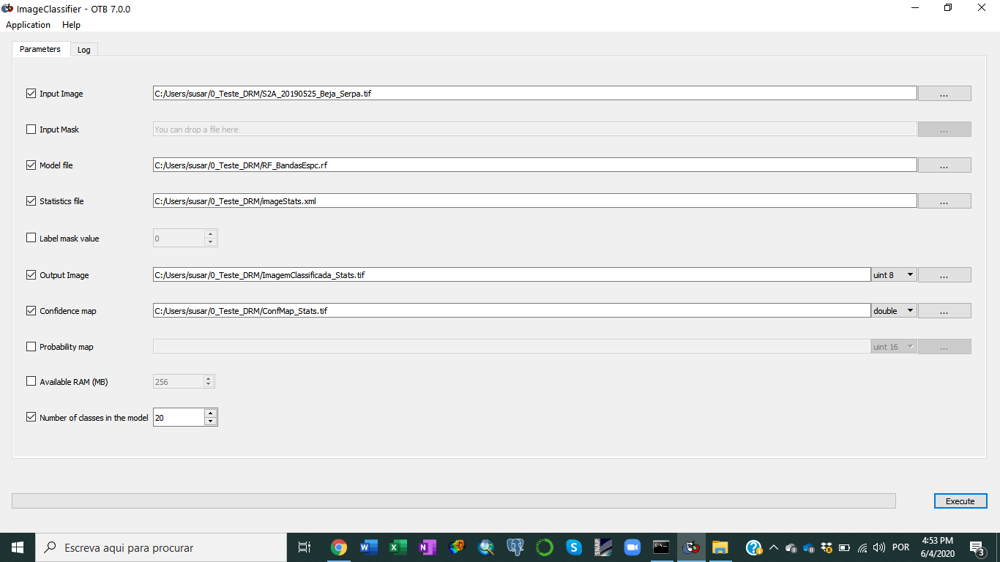 ImageClassifier - OTB 7.0.0
Application Help
Parameters Log
Input Image C:/Users/susar/0_Teste_DRM/S2A_20190525_Beja_Serpa.tif ...
Input Mask You can drop a file here ...
Model file C:/Users/susar/0_Teste_DRM/RF_BandasEspc.rf ...
Statistics file C:/Users/susar/0_Teste_DRM/imageStats.xml ...
Label mask value 0
Output Image C:/Users/susar/0_Teste_DRM/ImagemClassificada_Stats.tif uint 8 ...
Confidence map C:/Users/susar/0_Teste_DRM/ConfMap_Stats.tif double ...
Probability map uint 16 ...
Available RAM (MB) 256
Number of classes in the model 20
Execute
Escreva aqui para procurar
SNAP
POR
4:53 PM
6/4/2020
3